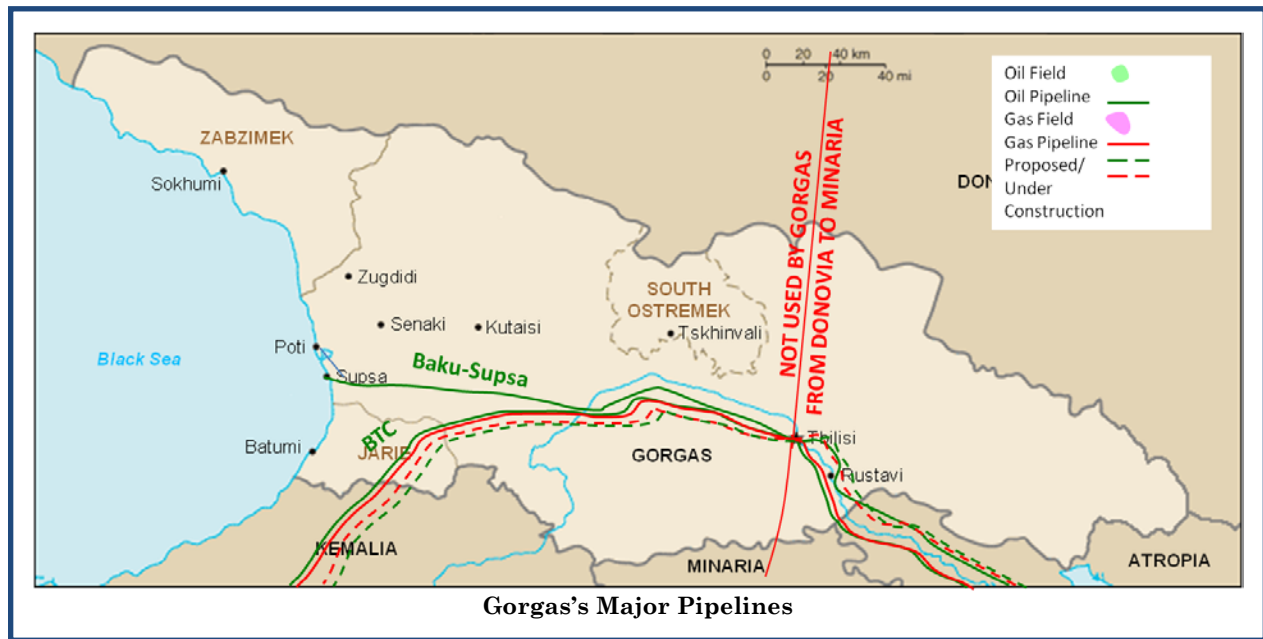 0 20 40 km
0 20 40 mi
Oil Field
Oil Pipeline
Gas Field
Gas Pipeline
Proposed/
Under
Construction
ZABZIMEK
Sokhumi
NOT USED BY GORGAS
FROM DONOVIA TO MINARIA
DON
Zugdidi
SOUTH
OSTREMEK
Senaki
Kutaisi
Tskhinvali
Poti
Black Sea
Baku-Supsa
Supsa
BTC
Batumi
JARIE
GORGAS
Tbilisi
Rustavi
KEMALIA
MINARIA
ATROPIA
Gorgas's Major Pipelines